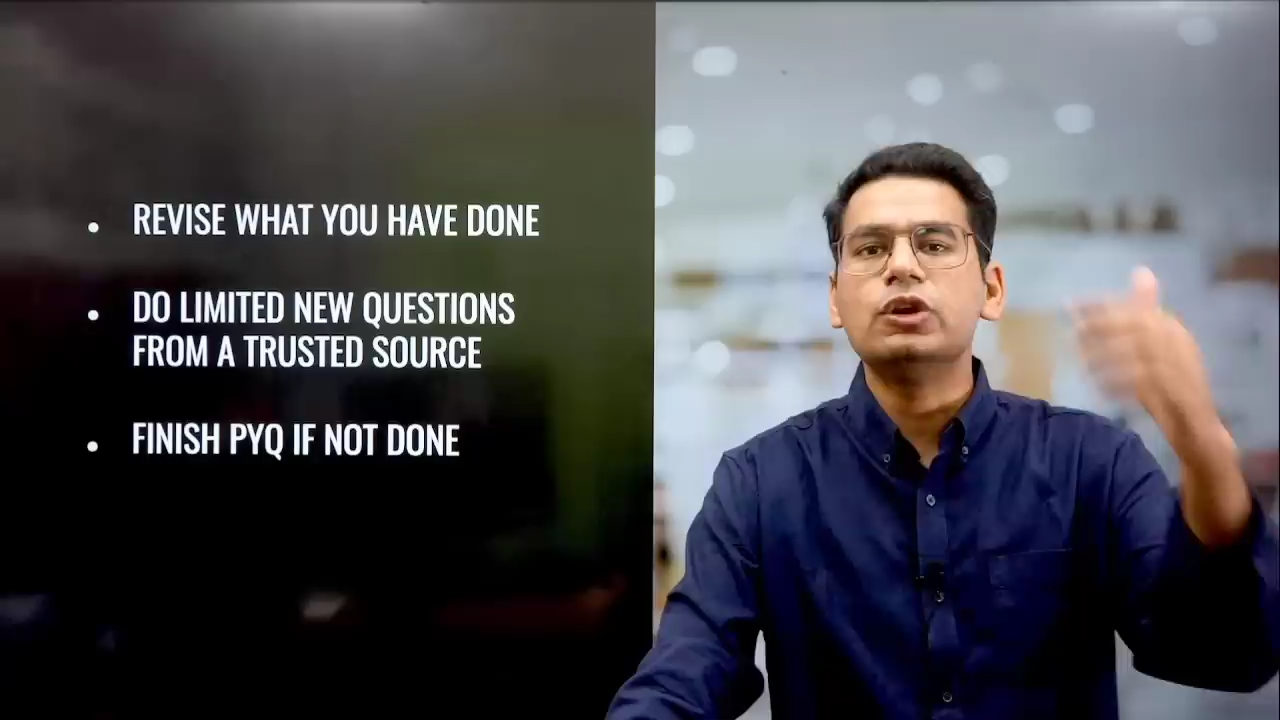 REVISE WHAT YOU HAVE DONE
DO LIMITED NEW QUESTIONS
FROM A TRUSTED SOURCE
FINISH PYQ IF NOT DONE